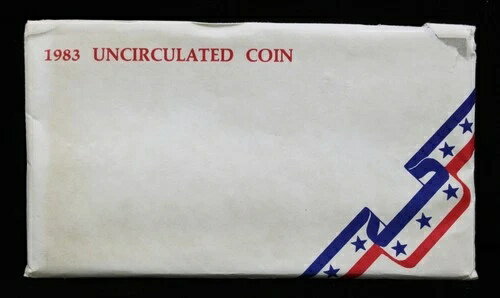 1983 UNCIRCULATED COIN